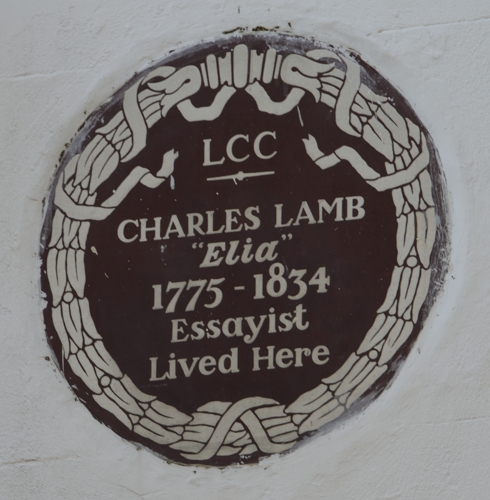 LCC
CHARLES LAMB
"Elia"
1775 - 1834
Essayist
Lived Here